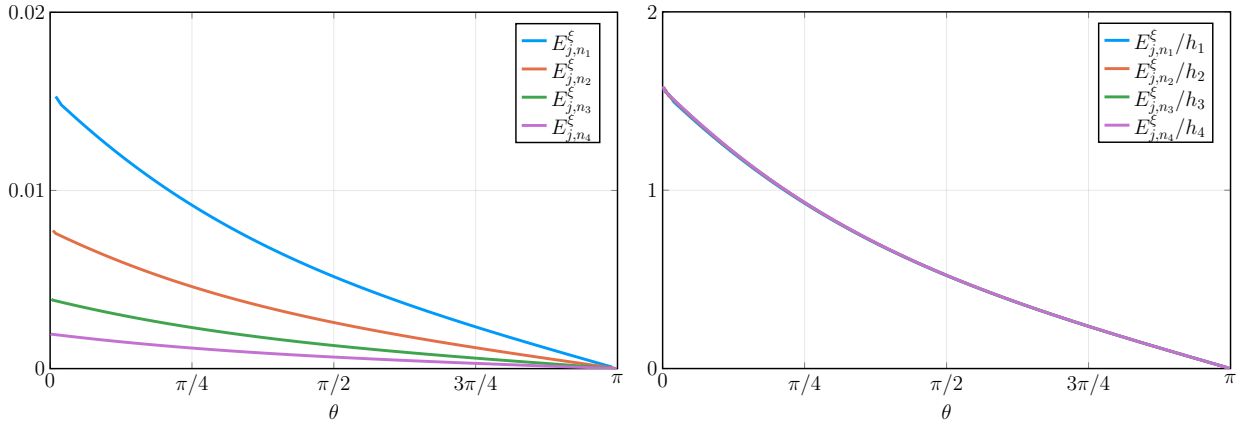 0.02
0.01
0
0
π/4
π/2
3π/4
π
θ
E^ξ_{j,n_1}
E^ξ_{j,n_2}
E^ξ_{j,n_3}
E^ξ_{j,n_4}
2
1
0
0
π/4
π/2
3π/4
π
θ
E^ξ_{j,n_1}/h_1
E^ξ_{j,n_2}/h_2
E^ξ_{j,n_3}/h_3
E^ξ_{j,n_4}/h_4